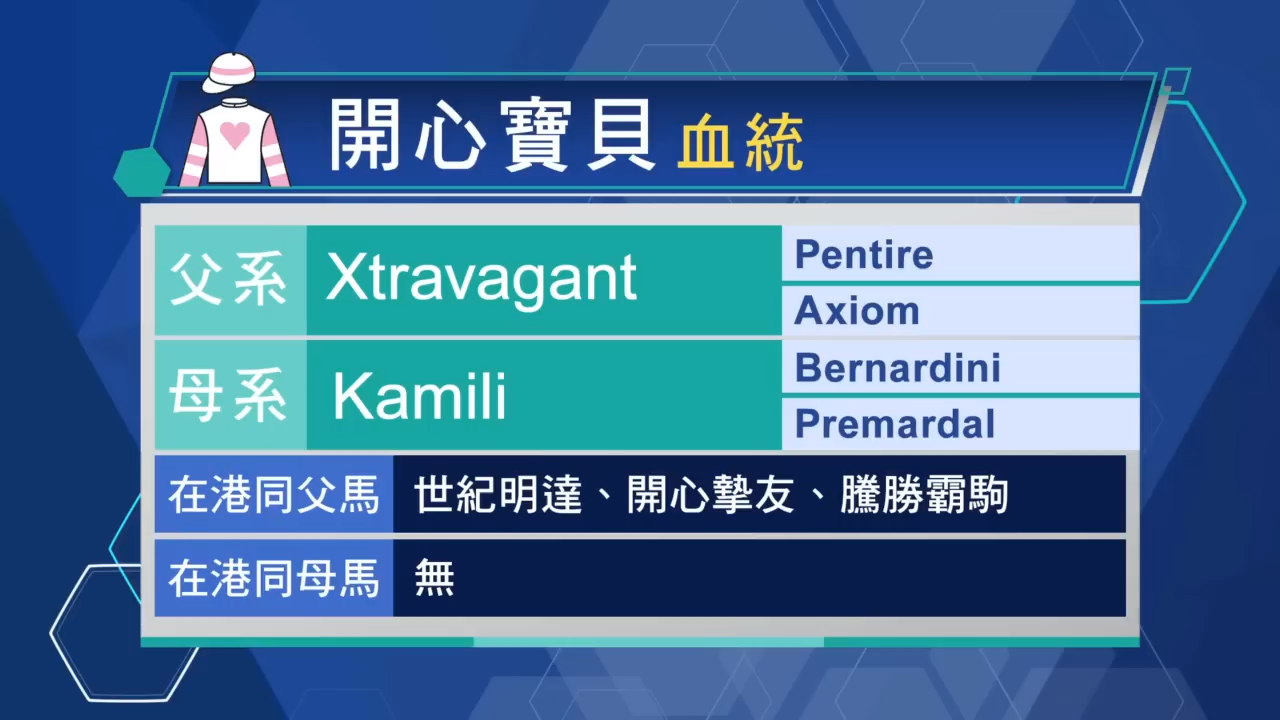 開心寶貝 血統
父系 Xtravagant
Pentire
Axiom
母系 Kamili
Bernardini
Premardal
在港同父馬 世紀明達、開心摯友、騰勝霸駒
在港同母馬 無